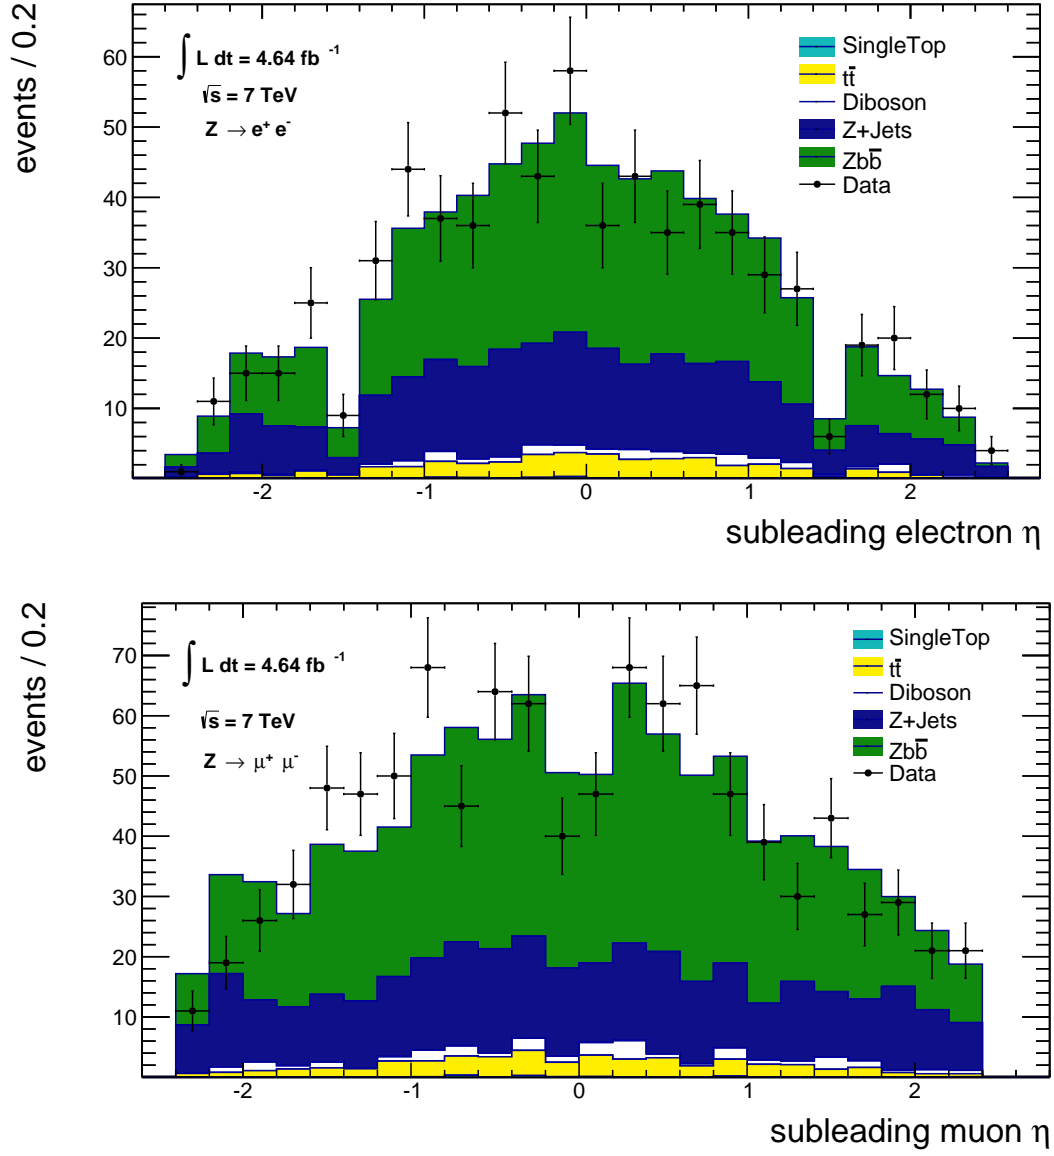 events / 0.2
60
50
40
30
20
10
∫ L dt = 4.64 fb⁻¹
√s = 7 TeV
Z → e⁺ e⁻
SingleTop
tt̄
Diboson
Z+Jets
Zbb̄
Data
-2 -1 0 1 2
subleading electron η
events / 0.2
70
60
50
40
30
20
10
∫ L dt = 4.64 fb⁻¹
√s = 7 TeV
Z → μ⁺ μ⁻
SingleTop
tt̄
Diboson
Z+Jets
Zbb̄
Data
-2 -1 0 1 2
subleading muon η